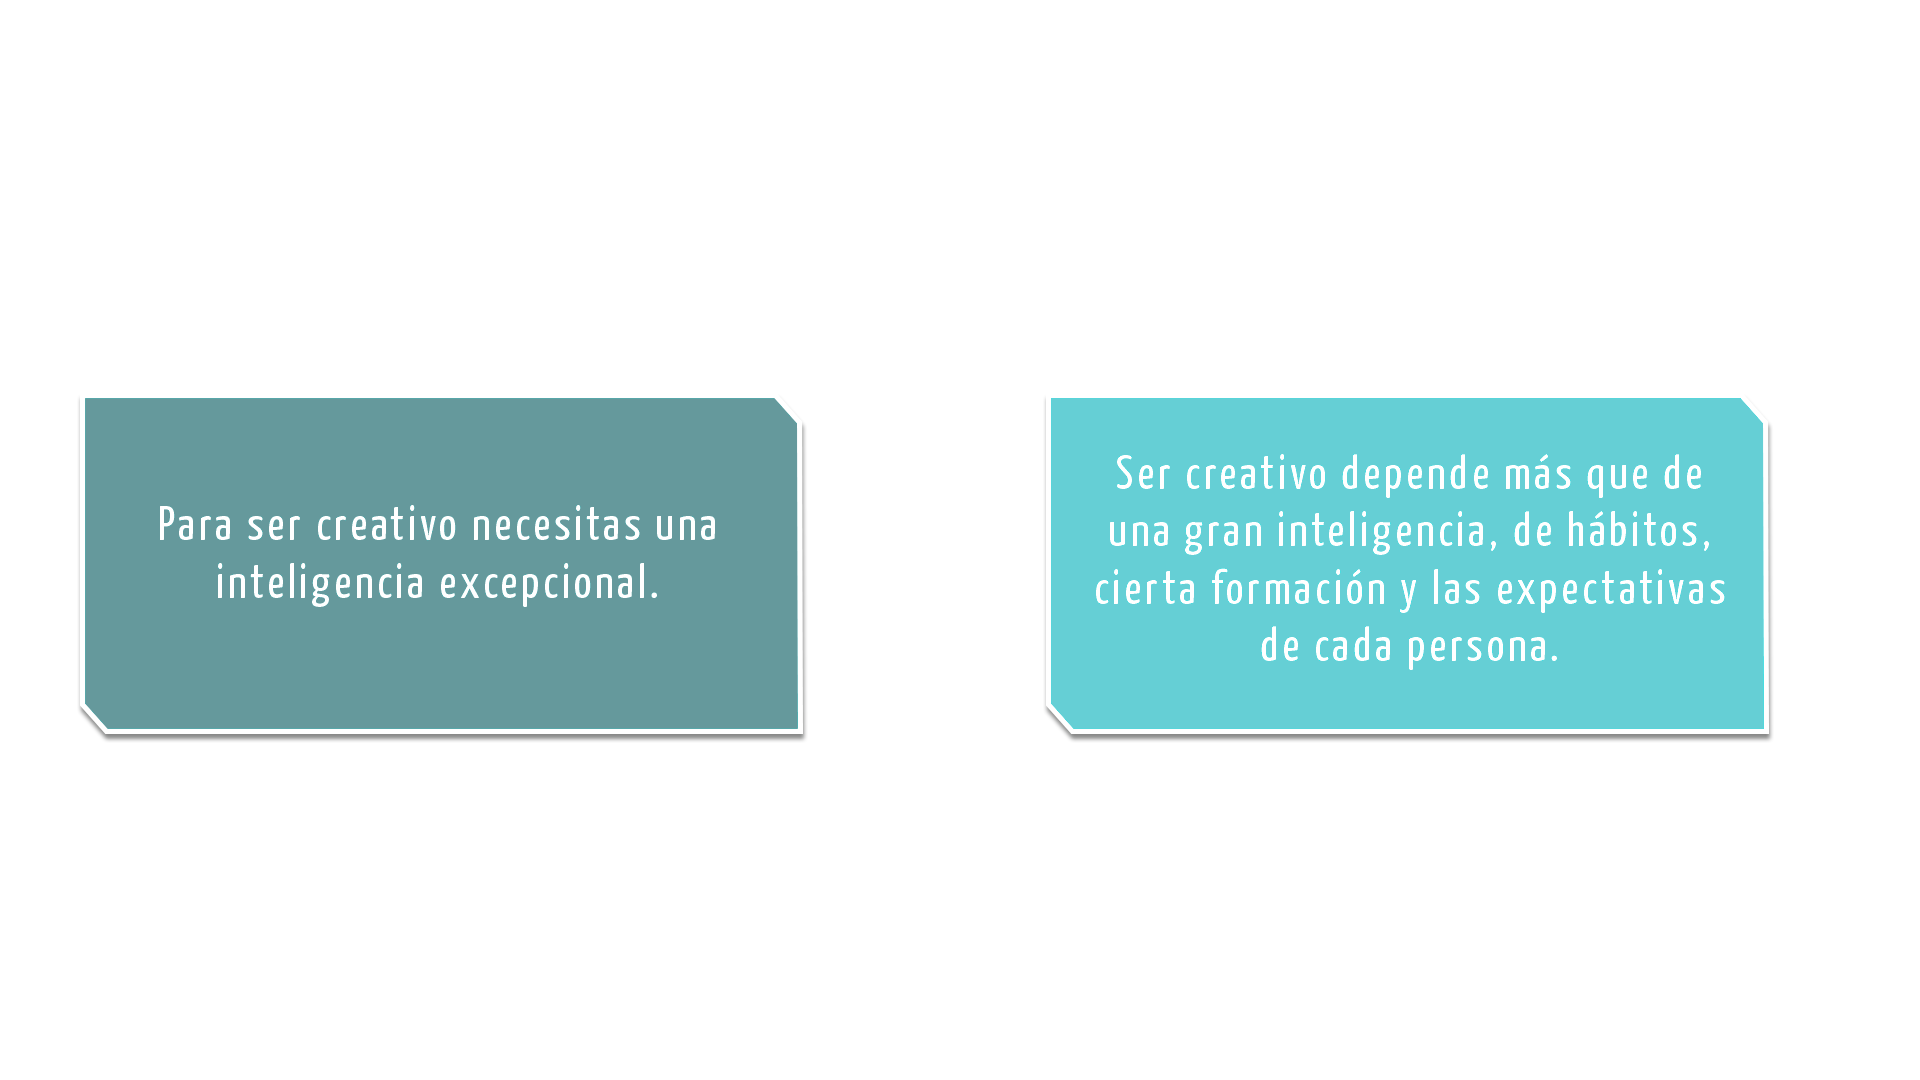 Para ser creativo necesitas una
inteligencia excepcional.
Ser creativo depende más que de
una gran inteligencia, de hábitos,
cierta formación y las expectativas
de cada persona.